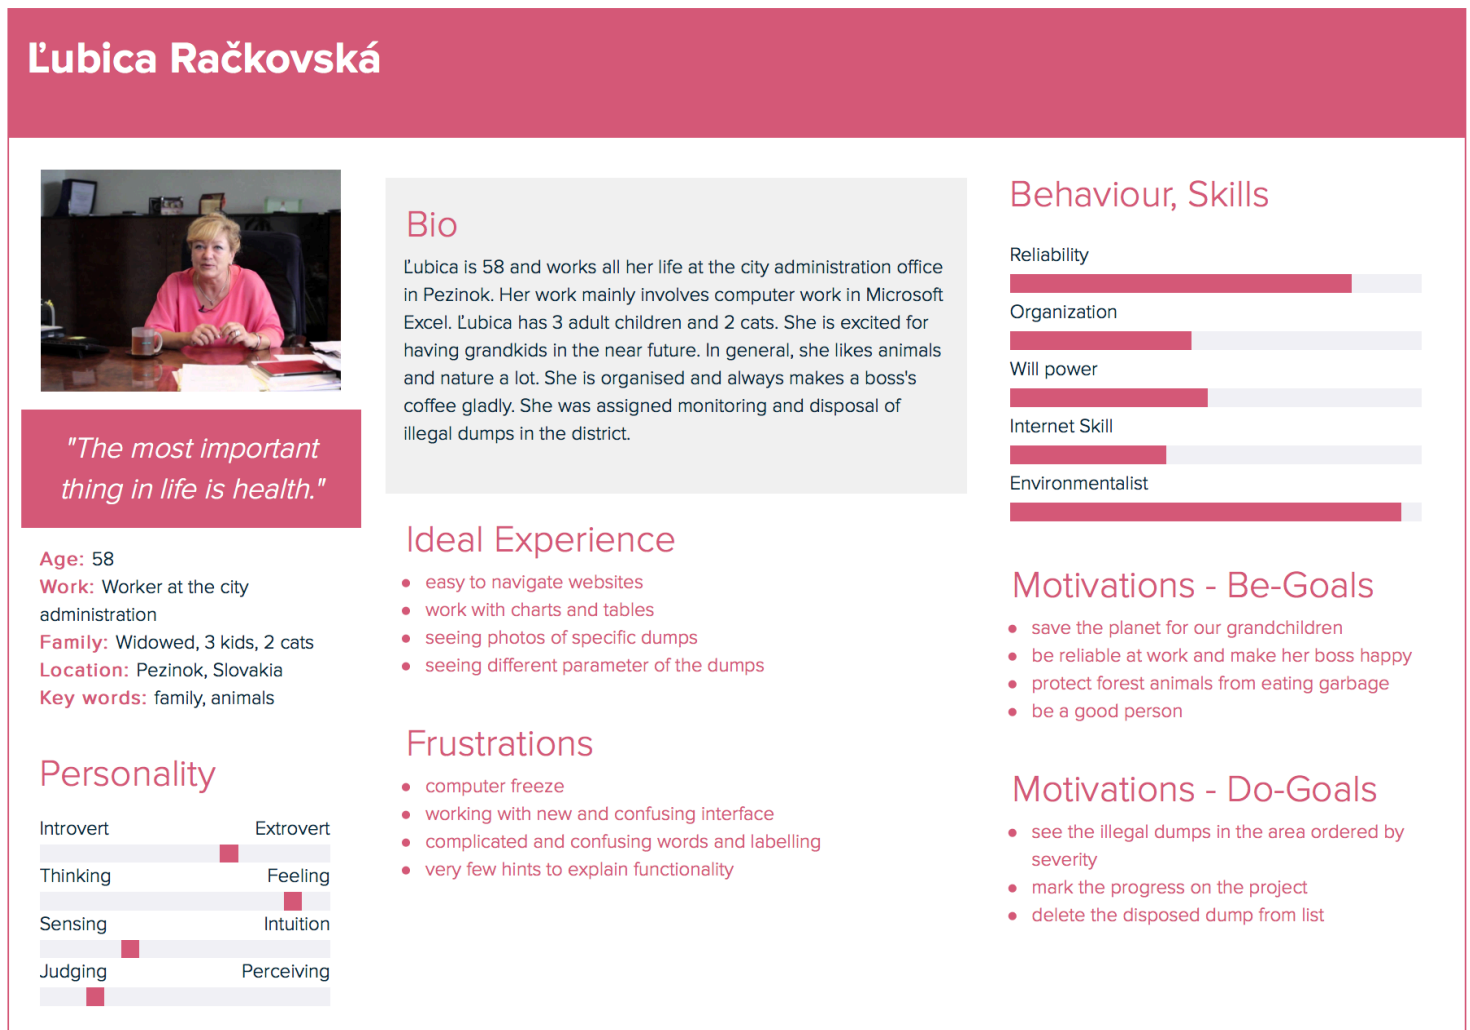 Ľubica Račkovská
"The most important
thing in life is health."
Age: 58
Work: Worker at the city
administration
Family: Widowed, 3 kids, 2 cats
Location: Pezinok, Slovakia
Key words: family, animals
Personality
Introvert Extrovert
Thinking Feeling
Sensing Intuition
Judging Perceiving
Bio
Ľubica is 58 and works all her life at the city administration office
in Pezinok. Her work mainly involves computer work in Microsoft
Excel. Ľubica has 3 adult children and 2 cats. She is excited for
having grandkids in the near future. In general, she likes animals
and nature a lot. She is organised and always makes a boss's
coffee gladly. She was assigned monitoring and disposal of
illegal dumps in the district.
Ideal Experience
• easy to navigate websites
• work with charts and tables
• seeing photos of specific dumps
• seeing different parameter of the dumps
Frustrations
• computer freeze
• working with new and confusing interface
• complicated and confusing words and labelling
• very few hints to explain functionality
Behaviour, Skills
Reliability
Organization
Will power
Internet Skill
Environmentalist
Motivations - Be-Goals
• save the planet for our grandchildren
• be reliable at work and make her boss happy
• protect forest animals from eating garbage
• be a good person
Motivations - Do-Goals
• see the illegal dumps in the area ordered by
severity
• mark the progress on the project
• delete the disposed dump from list